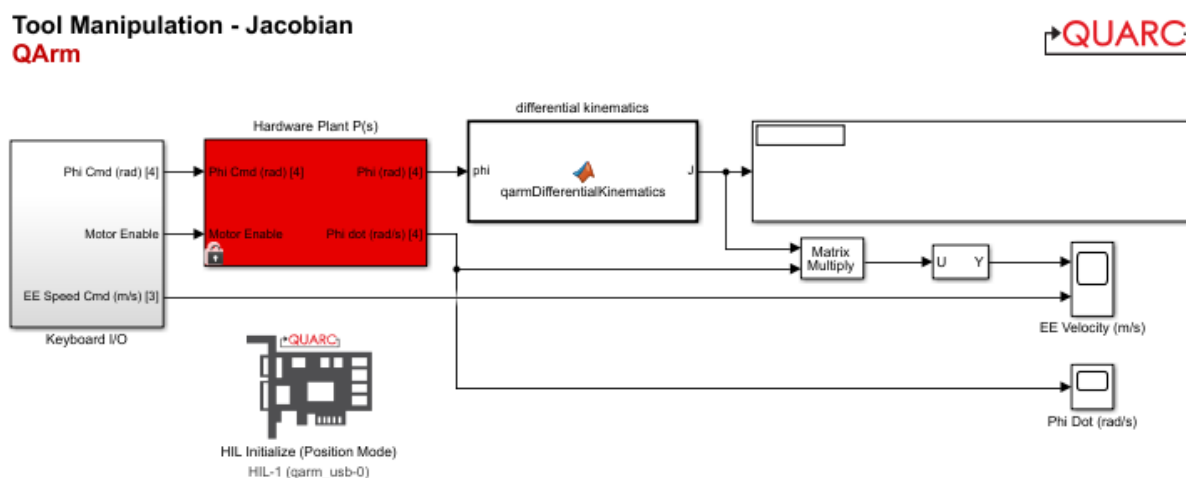 Tool Manipulation - Jacobian
QArm
QUARC
differential kinematics
Hardware Plant P(s)
Phi Cmd (rad) [4]
Motor Enable
EE Speed Cmd (m/s) [3]
Keyboard I/O
Phi Cmd (rad) [4]
Phi (rad) [4]
Motor Enable
Phi dot (rad/s) [4]
phi
J
qarmDifferentialKinematics
Matrix
Multiply
U
Y
EE Velocity (m/s)
Phi Dot (rad/s)
QUARC
HIL Initialize (Position Mode)
HIL-1 (qarm_usb-0)